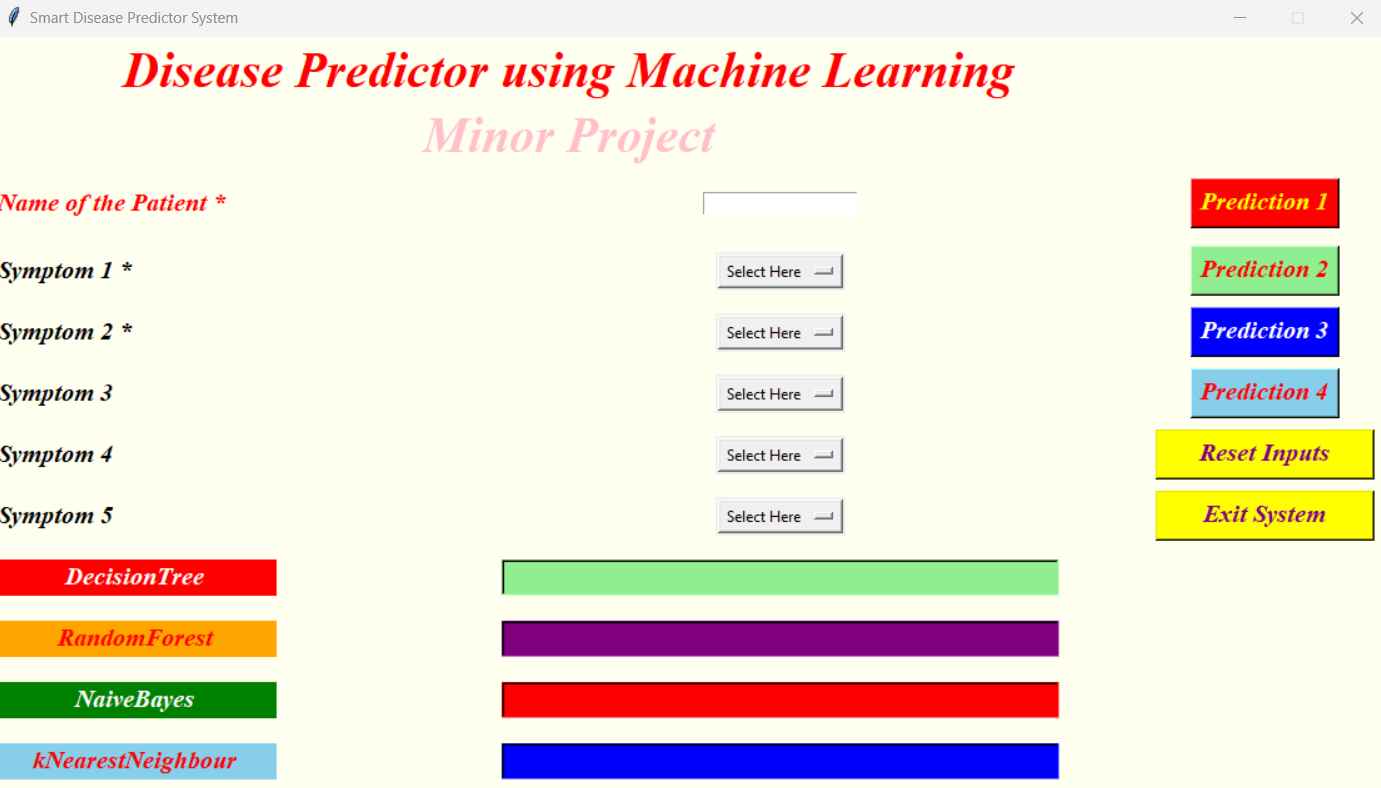 Smart Disease Predictor System
Disease Predictor using Machine Learning
Minor Project
Name of the Patient *
Prediction 1
Symptom 1 *
Select Here
Prediction 2
Symptom 2 *
Select Here
Prediction 3
Symptom 3
Select Here
Prediction 4
Symptom 4
Select Here
Reset Inputs
Symptom 5
Select Here
Exit System
DecisionTree
RandomForest
NaiveBayes
kNearestNeighbour